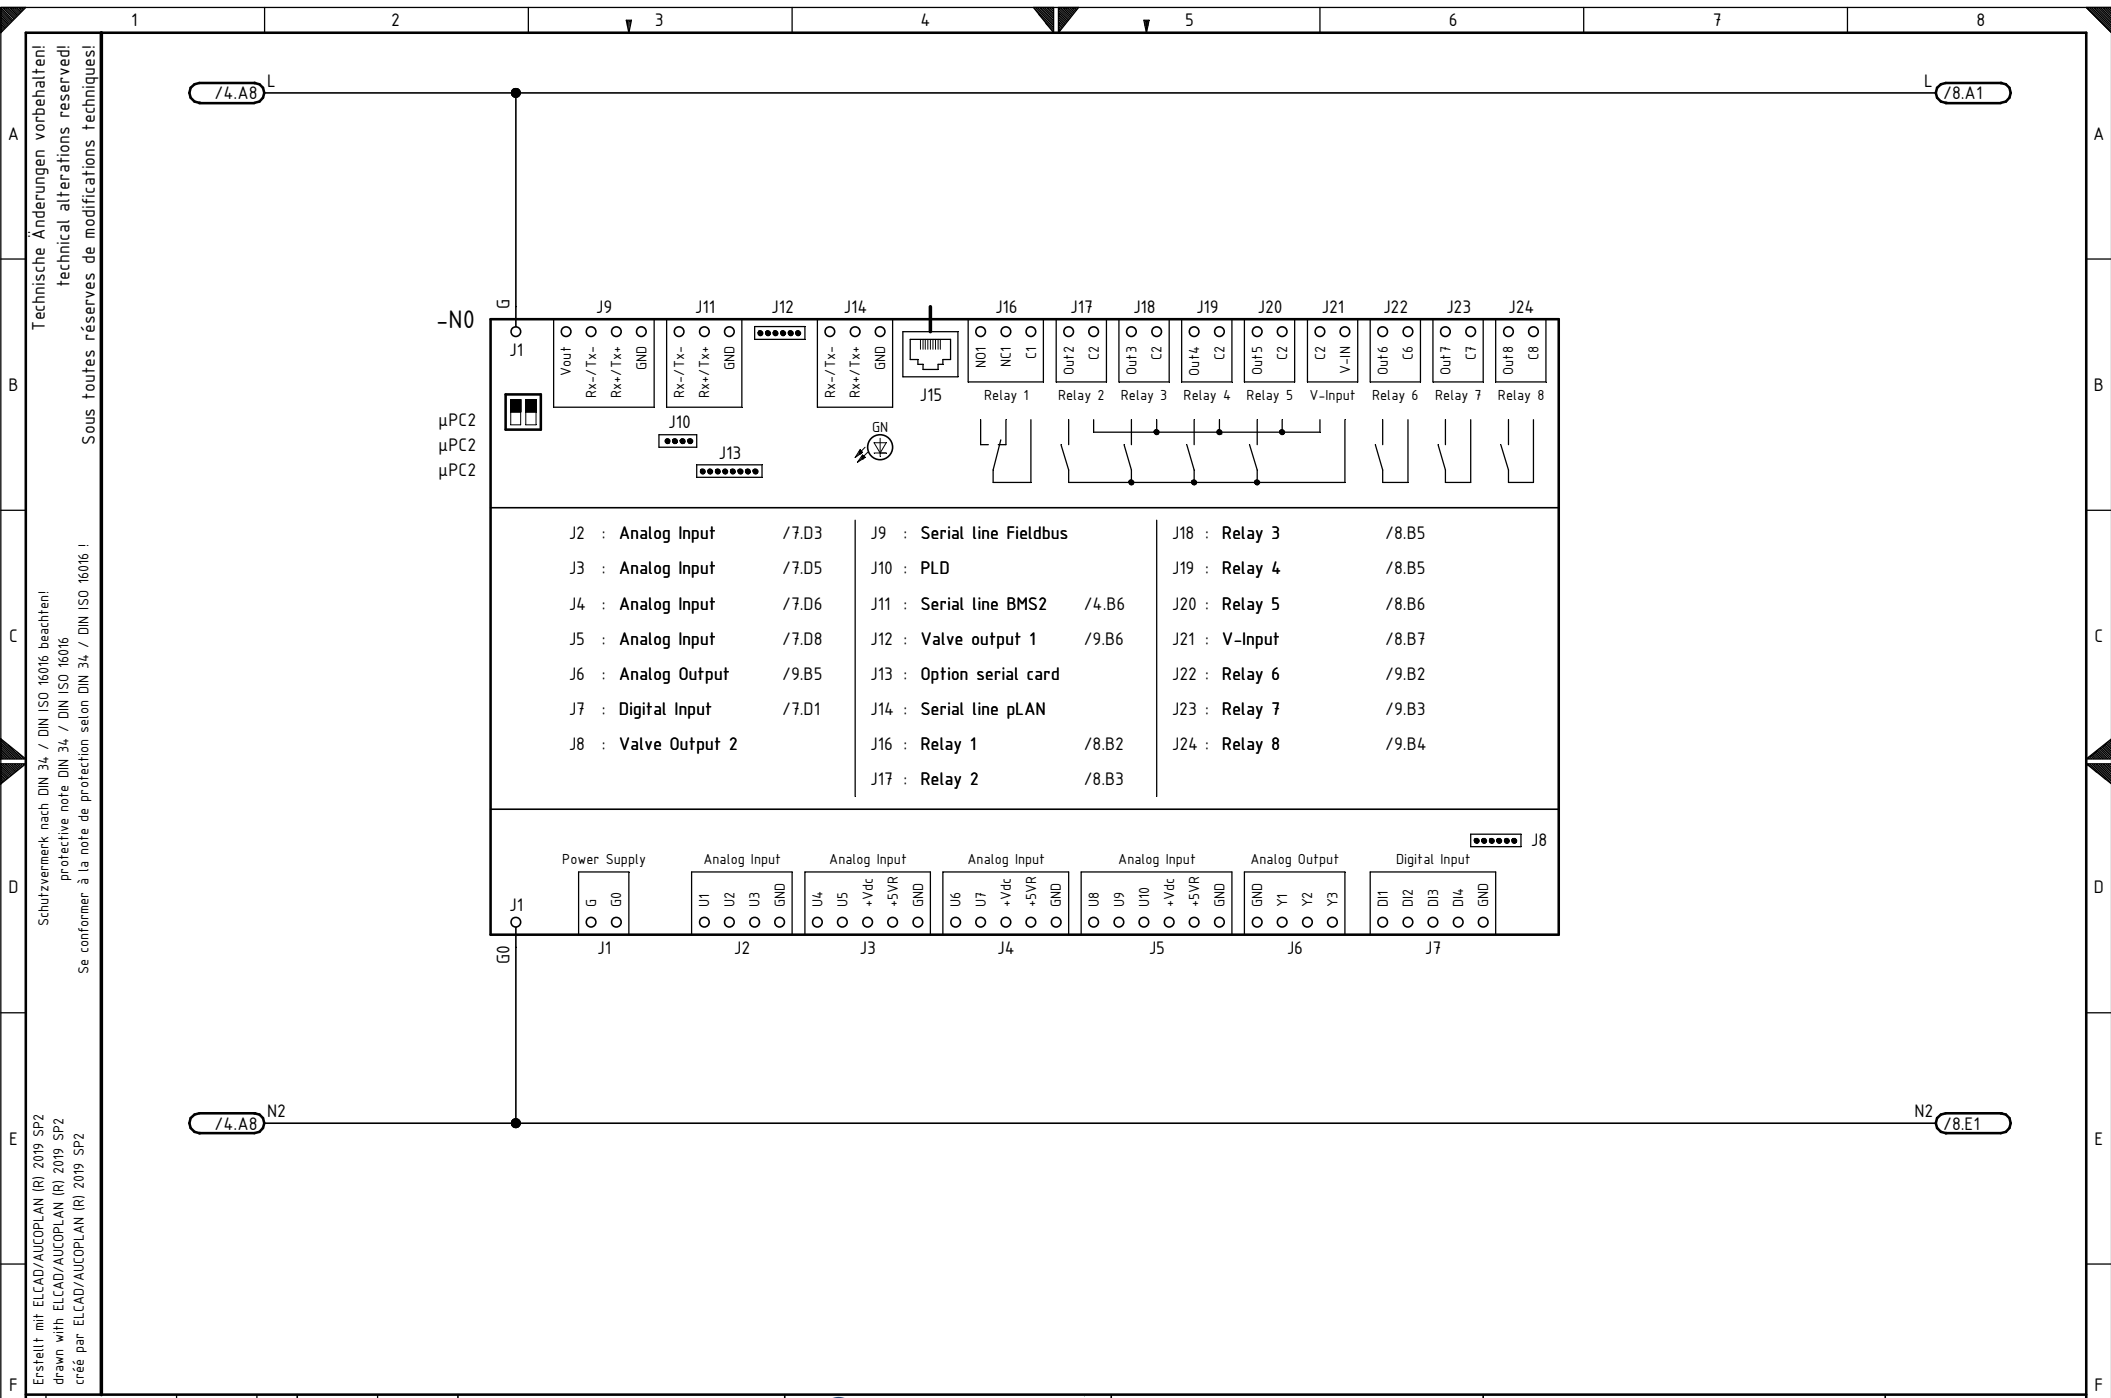 1 2 3 4 5 6 7 8
A A
B B
C C
D D
E E
F F
Technische Änderungen vorbehalten!
technical alterations reserved!
Sous toutes réserves de modifications techniques!
Schutzvermerk nach DIN 34 / DIN ISO 16016 beachten!
protective note DIN 34 / DIN ISO 16016
Se conformer à la note de protection selon DIN 34 / DIN ISO 16016 !
Erstellt mit ELCAD/AUCOPLAN (R) 2019 SP2
drawn with ELCAD/AUCOPLAN (R) 2019 SP2
créé par ELCAD/AUCOPLAN (R) 2019 SP2
/4.A8 L L /8.A1
-N0
G J9 J11 J12 J14 J16 J17 J18 J19 J20 J21 J22 J23 J24
J1
Vout Rx-/Tx- Rx+/Tx+ GND
Rx-/Tx- Rx+/Tx+ GND
Rx-/Tx- Rx+/Tx+ GND
NO1 NC1 C1
Out2 C2
Out3 C2
Out4 C2
Out5 C2
C2 V-IN
Out6 C6
Out7 C7
Out8 C8
J15 Relay 1 Relay 2 Relay 3 Relay 4 Relay 5 V-Input Relay 6 Relay 7 Relay 8
µPC2 J10 GN
µPC2 J13
µPC2
J2 : Analog Input /7.D3
J3 : Analog Input /7.D5
J4 : Analog Input /7.D6
J5 : Analog Input /7.D8
J6 : Analog Output /9.B5
J7 : Digital Input /7.D1
J8 : Valve Output 2
J9 : Serial line Fieldbus
J10 : PLD
J11 : Serial line BMS2 /4.B6
J12 : Valve output 1 /9.B6
J13 : Option serial card
J14 : Serial line pLAN
J16 : Relay 1 /8.B2
J17 : Relay 2 /8.B3
J18 : Relay 3 /8.B5
J19 : Relay 4 /8.B5
J20 : Relay 5 /8.B6
J21 : V-Input /8.B7
J22 : Relay 6 /9.B2
J23 : Relay 7 /9.B3
J24 : Relay 8 /9.B4
J8
Power Supply Analog Input Analog Input Analog Input Analog Input Analog Output Digital Input
J1
G G0
U1 U2 U3 GND
U4 U5 +Vdc +5VR GND
U6 U7 +Vdc +5VR GND
U8 U9 U10 +Vdc +5VR GND
GND Y1 Y2 Y3
DI1 DI2 DI3 DI4 GND
G0 J1 J2 J3 J4 J5 J6 J7
/4.A8 N2 N2 /8.E1